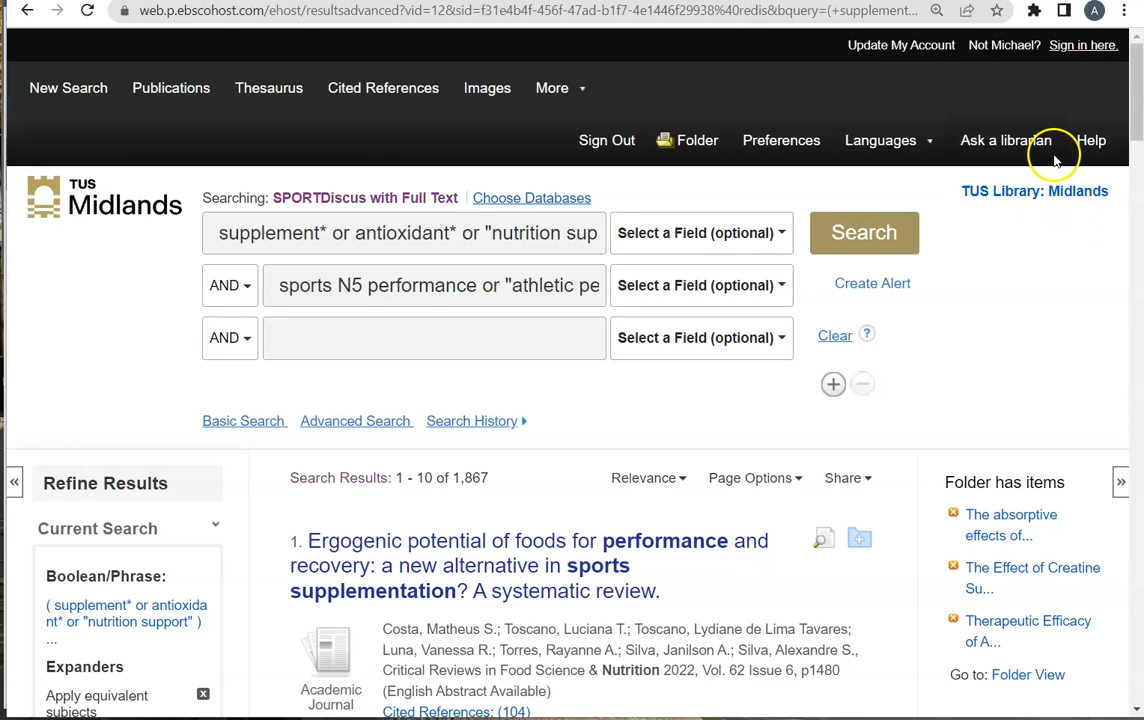 web.p.ebscohost.com/ehost/resultsadvanced?vid=12&sid=f31e4b4f-456f-47ad-b1f7-4e1446f29938%40redis&bquery=(+supplement...
A
Update My Account Not Michael? Sign in here.
New Search Publications Thesaurus Cited References Images More
Sign Out Folder Preferences Languages Ask a librarian Help
TUS
Midlands
TUS Library: Midlands
Searching: SPORTDiscus with Full Text Choose Databases
supplement* or antioxidant* or "nutrition sup Select a Field (optional) Search
AND sports N5 performance or "athletic pe Select a Field (optional) Create Alert
AND Select a Field (optional) Clear ?
Basic Search Advanced Search Search History
« Refine Results
Current Search
Boolean/Phrase:
( supplement* or antioxida
nt* or "nutrition support" )
...
Expanders
Apply equivalent
subjects
x
Search Results: 1 - 10 of 1,867 Relevance Page Options Share
1. Ergogenic potential of foods for performance and
recovery: a new alternative in sports
supplementation? A systematic review.
Academic
Journal
Costa, Matheus S.; Toscano, Luciana T.; Toscano, Lydiane de Lima Tavares;
Luna, Vanessa R.; Torres, Rayanne A.; Silva, Janilson A.; Silva, Alexandre S.,
Critical Reviews in Food Science & Nutrition 2022, Vol. 62 Issue 6, p1480
(English Abstract Available)
Cited References: (104)
Folder has items »
The absorptive
effects of...
The Effect of Creatine
Su...
Therapeutic Efficacy
of A...
Go to: Folder View